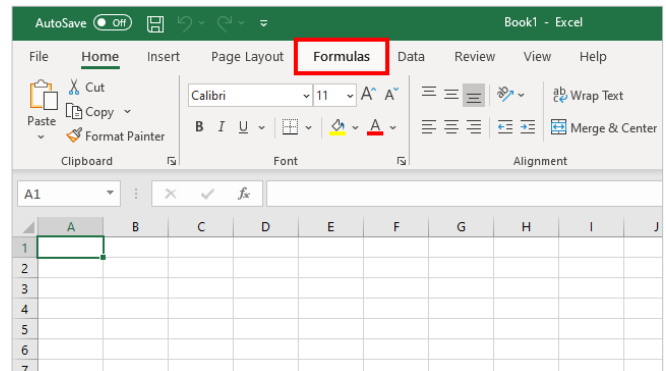 AutoSave Off Book1 - Excel
File Home Insert Page Layout Formulas Data Review View Help
Paste
Cut
Copy
Format Painter
Clipboard
Calibri 11 A A
B I U A
Font
ab Wrap Text
Merge & Center
Alignment
A1 fx
A B C D E F G H I J
1
2
3
4
5
6
7